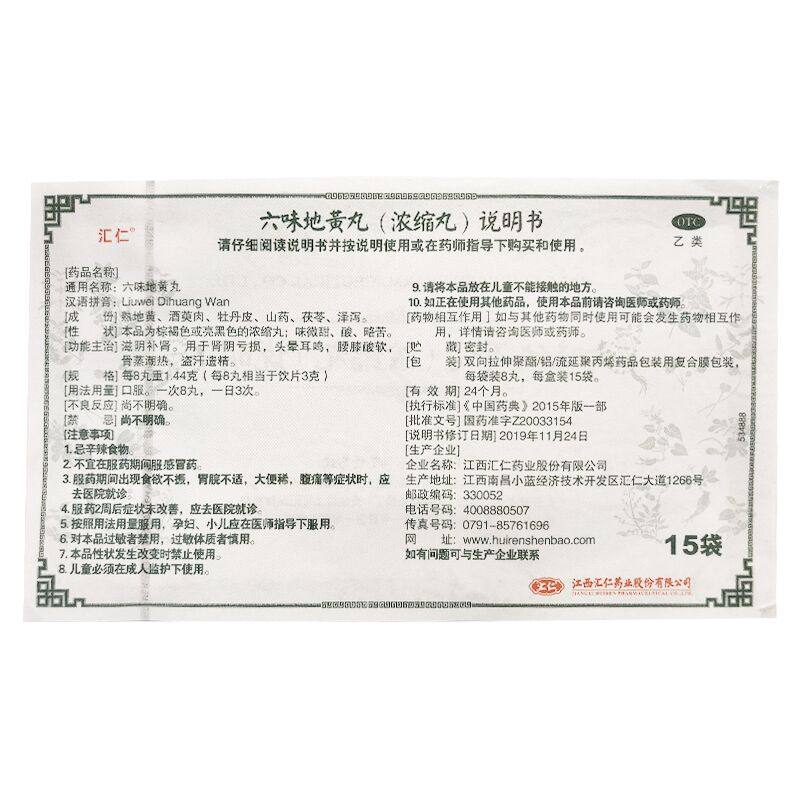 汇仁®
六味地黄丸（浓缩丸）说明书
请仔细阅读说明书并按说明使用或在药师指导下购买和使用。
OTC
乙类
[药品名称]
通用名称：六味地黄丸
汉语拼音：Liuwei Dihuang Wan
[成　份] 熟地黄、酒萸肉、牡丹皮、山药、茯苓、泽泻。
[性　状] 本品为棕褐色或亮黑色的浓缩丸；味微甜、酸、略苦。
[功能主治] 滋阴补肾。用于肾阴亏损，头晕耳鸣，腰膝酸软，
骨蒸潮热，盗汗遗精。
[规　格] 每8丸重1.44克（每8丸相当于饮片3克）
[用法用量] 口服。一次8丸，一日3次。
[不良反应] 尚不明确。
[禁　忌] 尚不明确。
[注意事项]
1. 忌辛辣食物。
2. 不宜在服药期间服感冒药。
3. 服药期间出现食欲不振，胃脘不适，大便稀，腹痛等症状时，应
去医院就诊。
4. 服药2周后症状未改善，应去医院就诊。
5. 按照用法用量服用，孕妇、小儿应在医师指导下服用。
6. 对本品过敏者禁用，过敏体质者慎用。
7. 本品性状发生改变时禁止使用。
8. 儿童必须在成人监护下使用。
9. 请将本品放在儿童不能接触的地方。
10. 如正在使用其他药品，使用本品前请咨询医师或药师。
[药物相互作用] 如与其他药物同时使用可能会发生药物相互作
用，详情请咨询医师或药师。
[贮　藏] 密封。
[包　装] 双向拉伸聚酯/铝/流延聚丙烯药品包装用复合膜包装，
每袋装8丸，每盒装15袋。
[有 效 期] 24个月。
[执行标准]《中国药典》2015年版一部
[批准文号] 国药准字Z20033154
[说明书修订日期] 2019年11月24日
[生产企业]
企业名称：江西汇仁药业股份有限公司
生产地址：江西南昌小蓝经济技术开发区汇仁大道1266号
邮政编码：330052
电话号码：4008880507
传真号码：0791-85761696
网　　址：www.huirenshenbao.com
如有问题可与生产企业联系
15袋
534888
汇仁 江西汇仁药业股份有限公司
JIANGXI HUIREN PHARMACEUTICAL CO.,LTD.